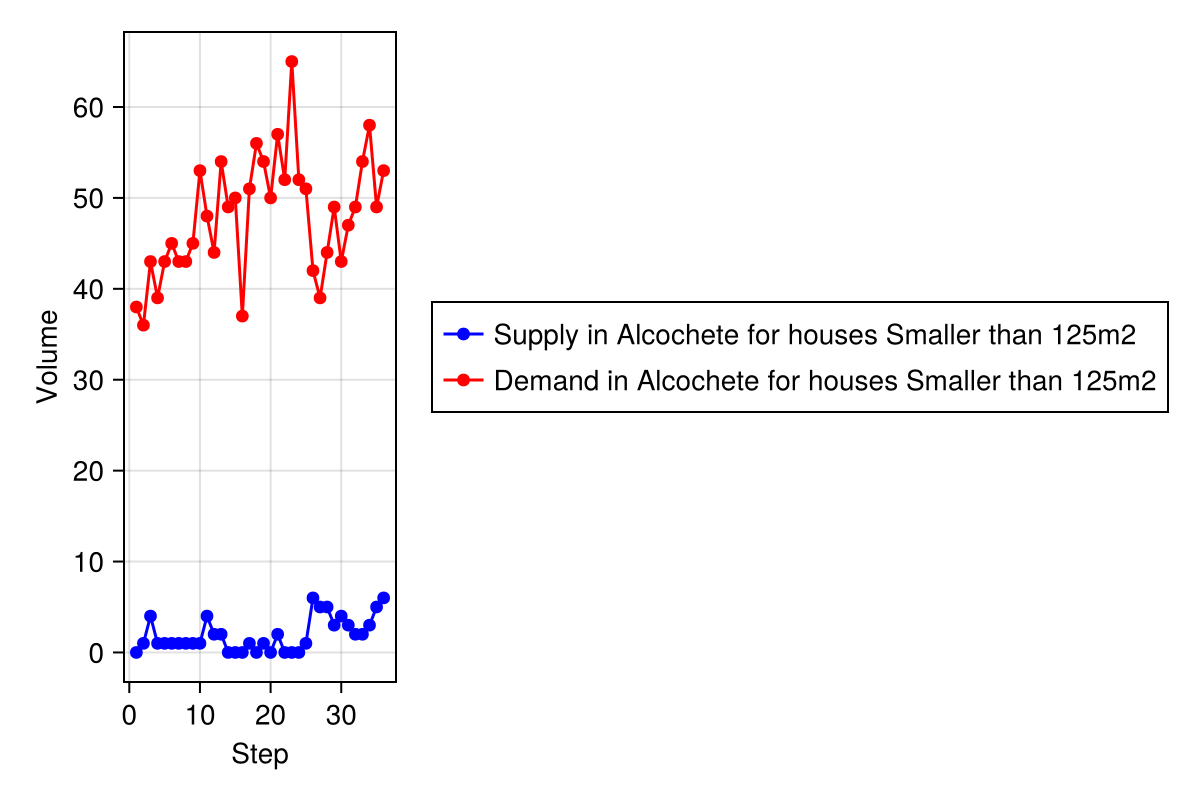 60
50
40
30
20
10
0
Volume
0 10 20 30
Step
Supply in Alcochete for houses Smaller than 125m2
Demand in Alcochete for houses Smaller than 125m2